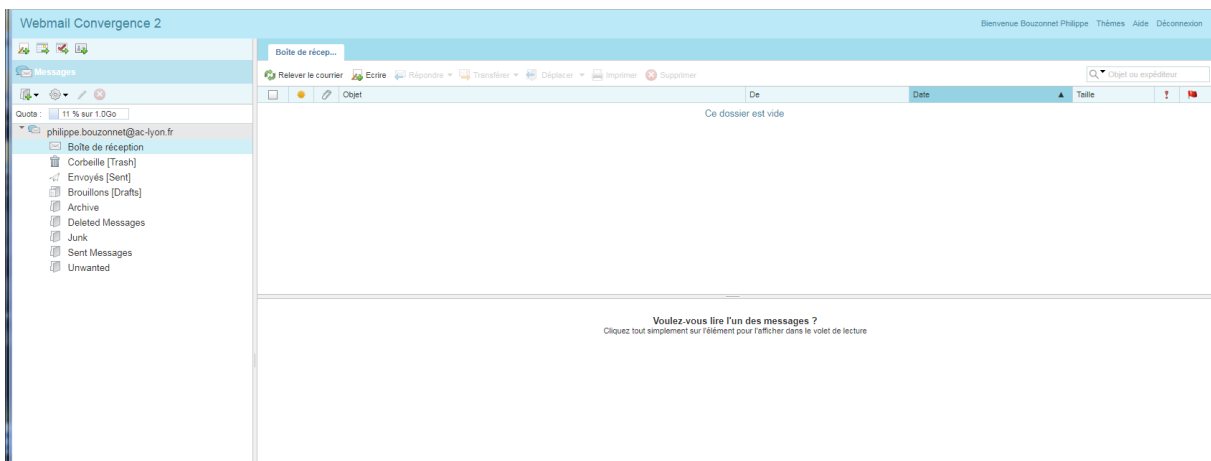 Webmail Convergence 2
Bienvenue Bouzonnet Philippe Thèmes Aide Déconnexion
Boîte de récep...
Messages
Relever le courrier Ecrire Répondre Transférer Déplacer Imprimer Supprimer
Objet ou expéditeur
Objet De Date Taille
Quota : 11 % sur 1.0Go
Ce dossier est vide
philippe.bouzonnet@ac-lyon.fr
Boîte de réception
Corbeille [Trash]
Envoyés [Sent]
Brouillons [Drafts]
Archive
Deleted Messages
Junk
Sent Messages
Unwanted
Voulez-vous lire l'un des messages ?
Cliquez tout simplement sur l'élément pour l'afficher dans le volet de lecture